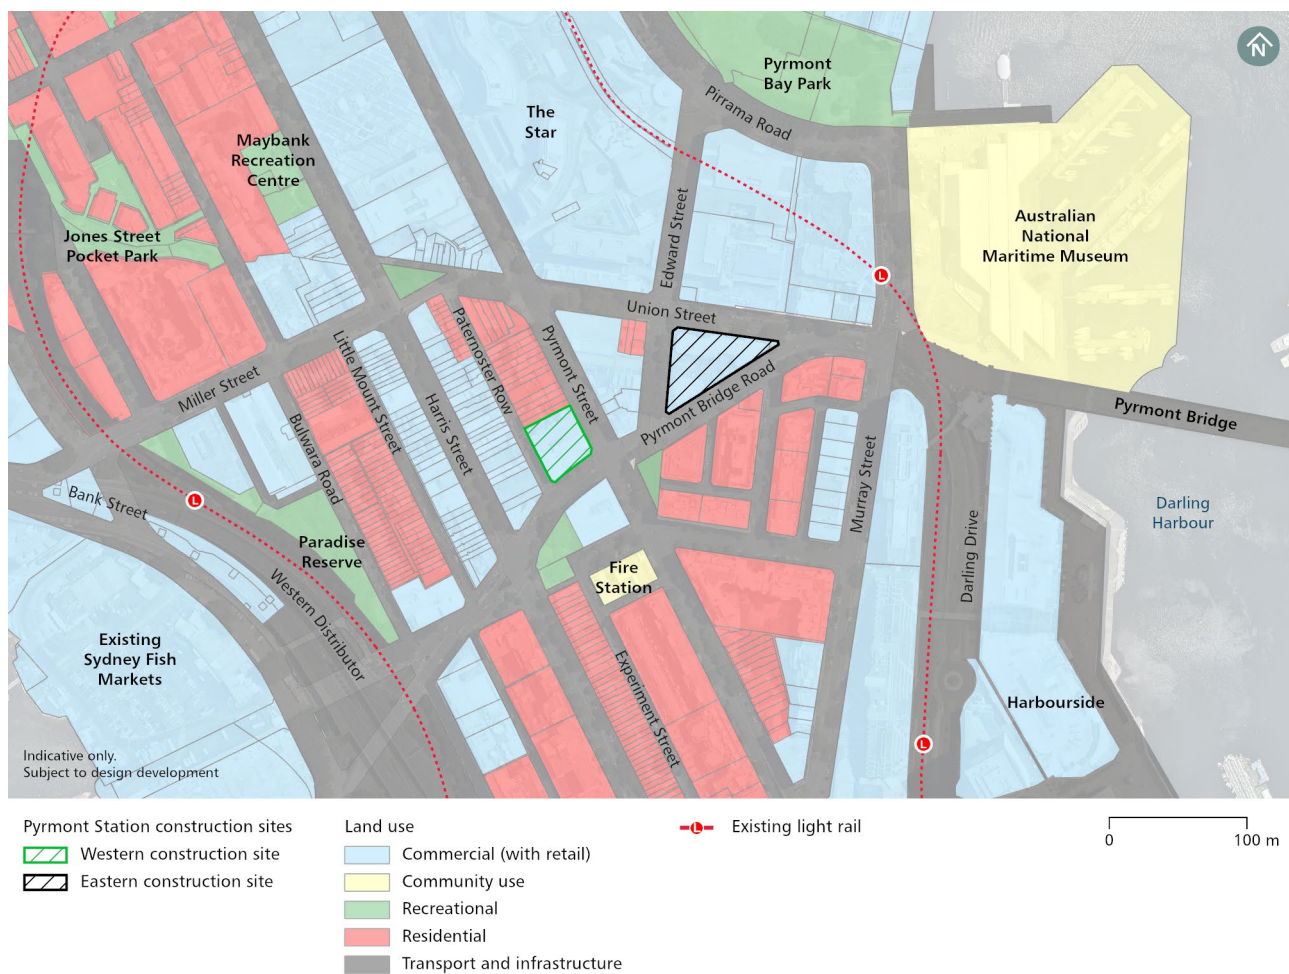 N
Pyrmont
Bay Park
Pirrama Road
The
Star
Maybank
Recreation
Centre
Edward Street
Australian
National
Maritime Museum
Jones Street
Pocket Park
L
Union Street
Paternoster Row
Pyrmont Street
Little Mount Street
Miller Street
Harris Street
Bulwara Road
Pyrmont Bridge Road
Pyrmont Bridge
Murray Street
Bank Street
L
Darling
Harbour
Paradise
Reserve
Western Distributor
Fire
Station
Darling Drive
Existing
Sydney Fish
Markets
Experiment Street
Harbourside
L
Indicative only.
Subject to design development
Pyrmont Station construction sites
Western construction site
Eastern construction site
Land use
Commercial (with retail)
Community use
Recreational
Residential
Transport and infrastructure
L Existing light rail
0 100 m